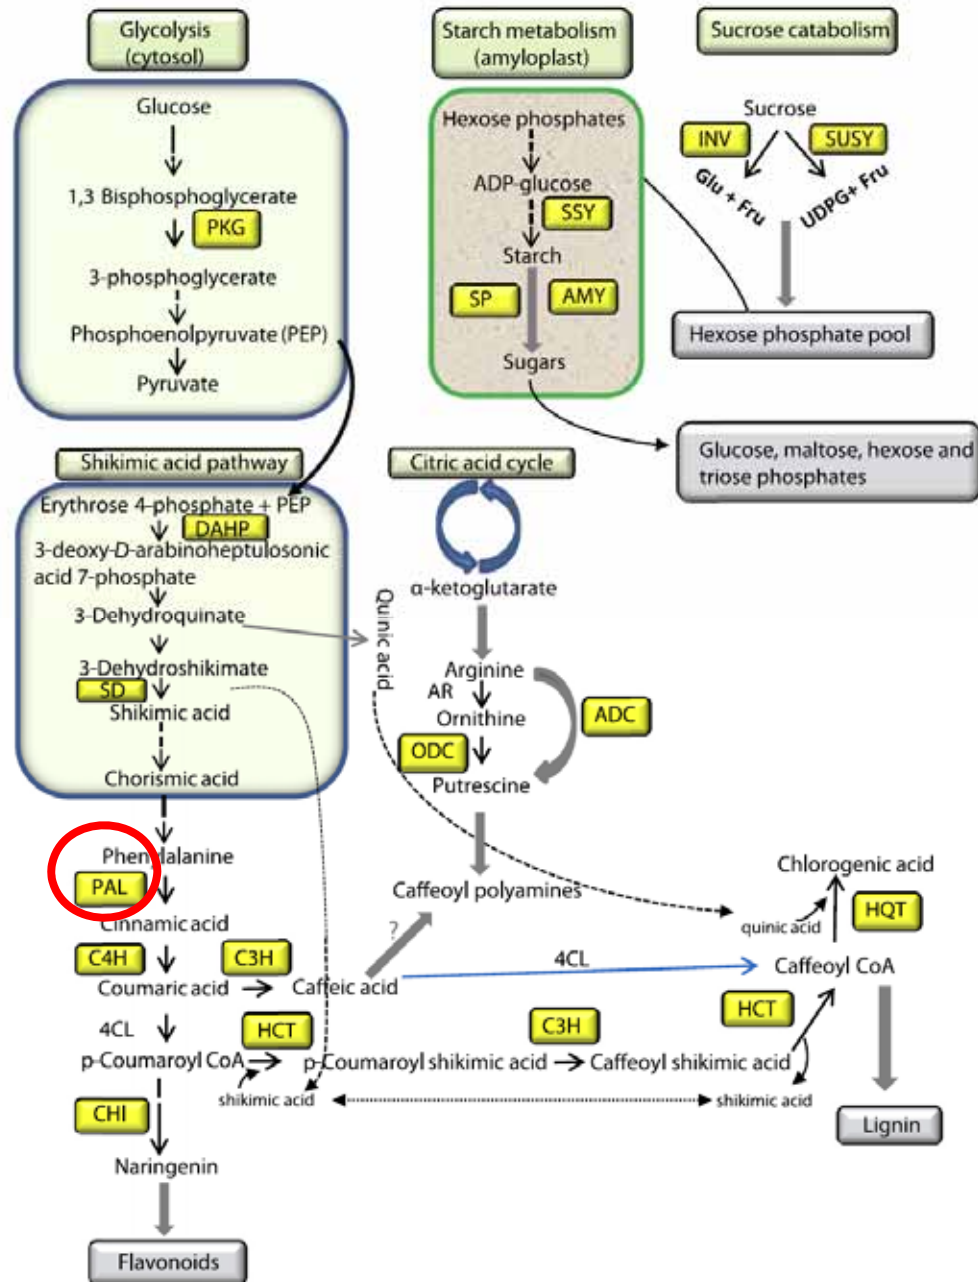 Glycolysis
(cytosol)
Glucose
1,3 Bisphosphoglycerate
PKG
3-phosphoglycerate
Phosphoenolpyruvate (PEP)
Pyruvate
Starch metabolism
(amyloplast)
Hexose phosphates
ADP-glucose
SSY
Starch
SP
AMY
Sugars
Sucrose catabolism
Sucrose
INV
SUSY
Glu + Fru
UDPG+ Fru
Hexose phosphate pool
Glucose, maltose, hexose and
triose phosphates
Shikimic acid pathway
Erythrose 4-phosphate + PEP
DAHP
3-deoxy-D-arabinoheptulosonic
acid 7-phosphate
3-Dehydroquinate
3-Dehydroshikimate
SD
Shikimic acid
Chorismic acid
Citric acid cycle
α-ketoglutarate
Quinic acid
Arginine
AR
Ornithine
ADC
ODC
Putrescine
Caffeoyl polyamines
?
Phenylalanine
PAL
Cinnamic acid
C4H
C3H
Coumaric acid
Caffeic acid
4CL
Chlorogenic acid
quinic acid
HQT
Caffeoyl CoA
4CL
HCT
C3H
HCT
p-Coumaroyl CoA
p-Coumaroyl shikimic acid
Caffeoyl shikimic acid
shikimic acid
shikimic acid
CHI
Lignin
Naringenin
Flavonoids